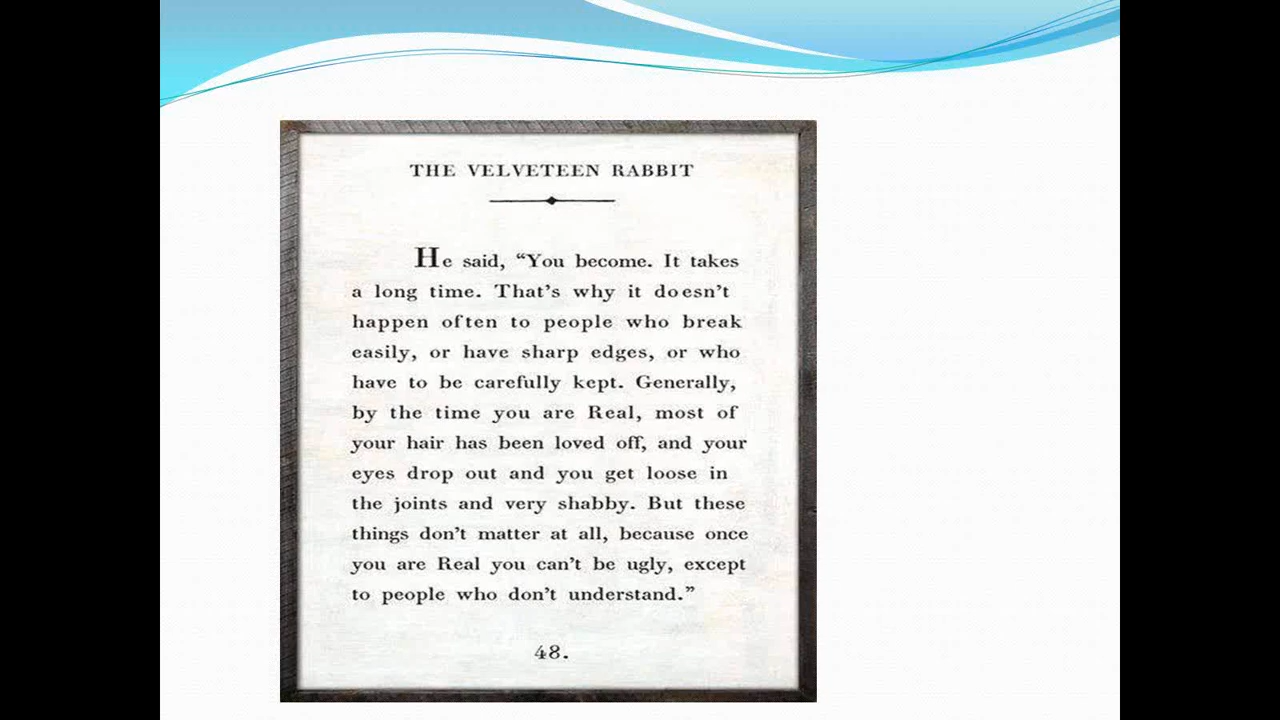 THE VELVETEEN RABBIT
He said, “You become. It takes
a long time. That’s why it doesn’t
happen often to people who break
easily, or have sharp edges, or who
have to be carefully kept. Generally,
by the time you are Real, most of
your hair has been loved off, and your
eyes drop out and you get loose in
the joints and very shabby. But these
things don’t matter at all, because once
you are Real you can’t be ugly, except
to people who don’t understand.”
48.